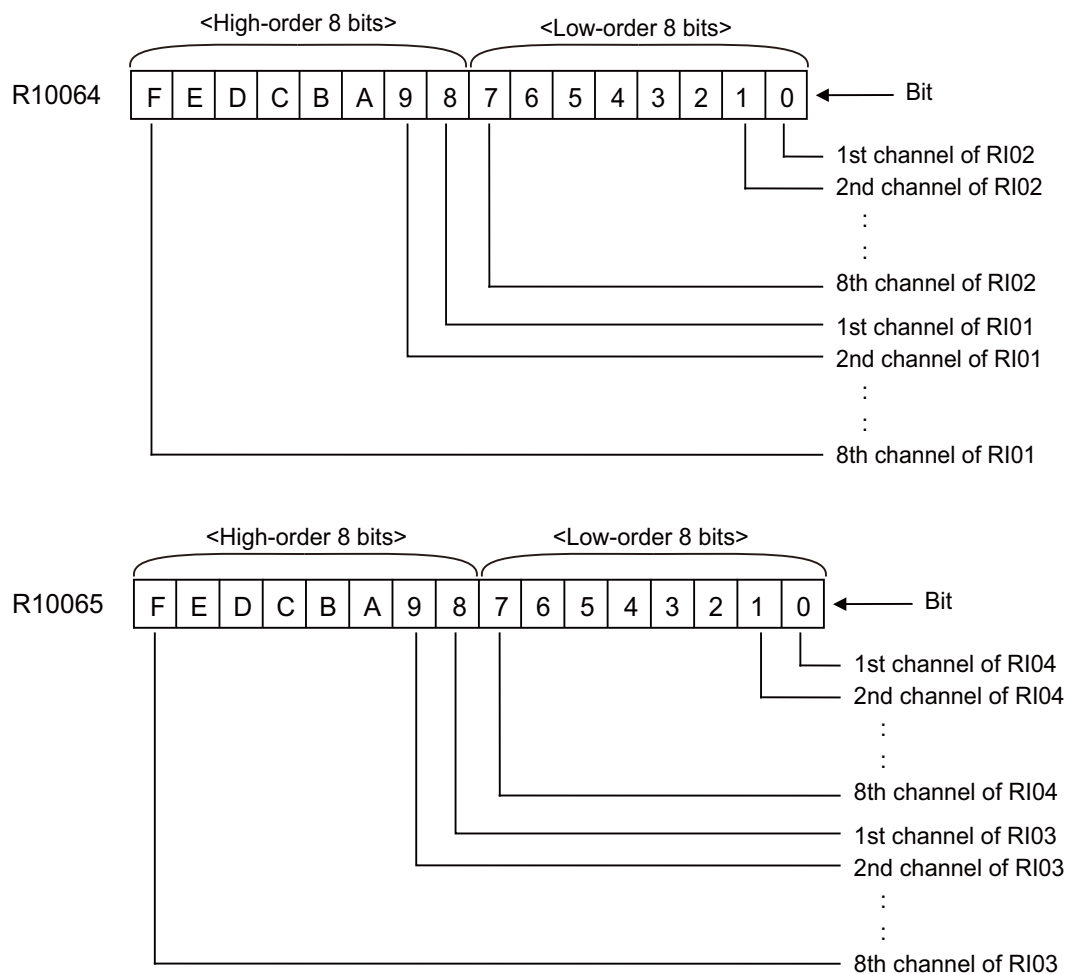 <High-order 8 bits> <Low-order 8 bits>
R10064 F E D C B A 9 8 7 6 5 4 3 2 1 0 Bit
1st channel of RI02
2nd channel of RI02
:
:
8th channel of RI02
1st channel of RI01
2nd channel of RI01
:
:
8th channel of RI01
<High-order 8 bits> <Low-order 8 bits>
R10065 F E D C B A 9 8 7 6 5 4 3 2 1 0 Bit
1st channel of RI04
2nd channel of RI04
:
:
8th channel of RI04
1st channel of RI03
2nd channel of RI03
:
:
8th channel of RI03